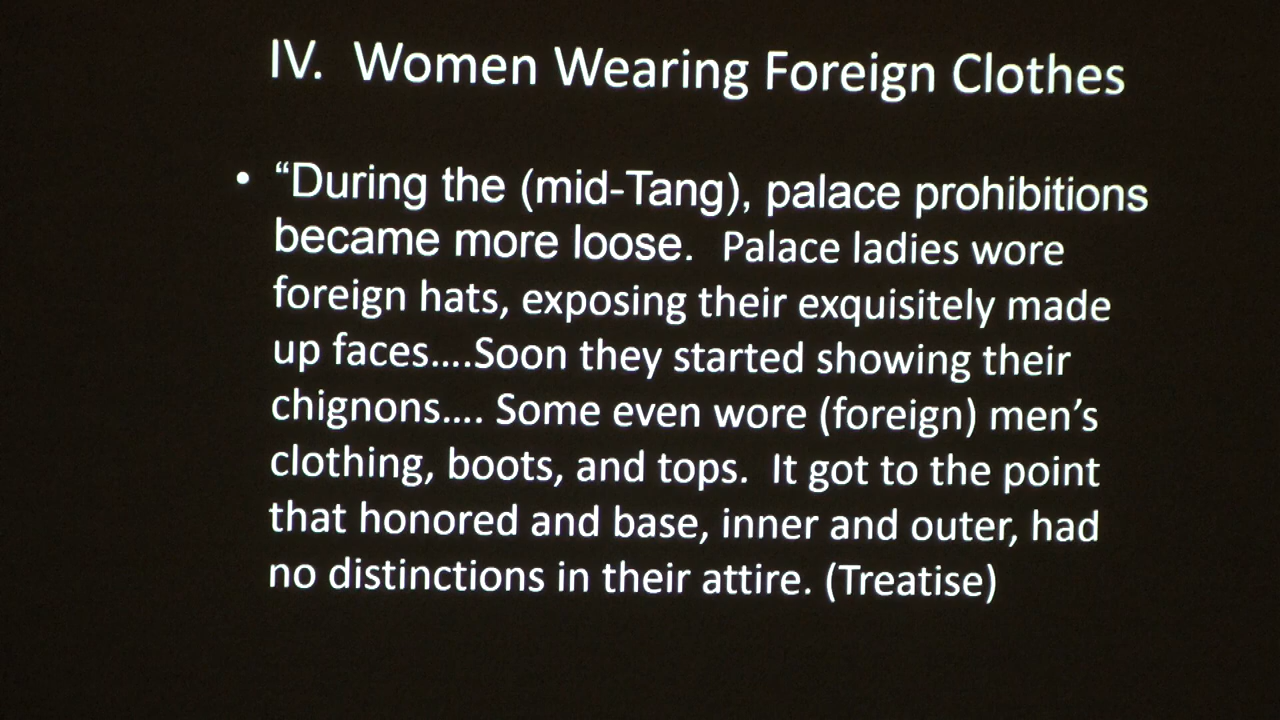 IV. Women Wearing Foreign Clothes
• “During the (mid-Tang), palace prohibitions
became more loose. Palace ladies wore
foreign hats, exposing their exquisitely made
up faces....Soon they started showing their
chignons.... Some even wore (foreign) men’s
clothing, boots, and tops. It got to the point
that honored and base, inner and outer, had
no distinctions in their attire. (Treatise)